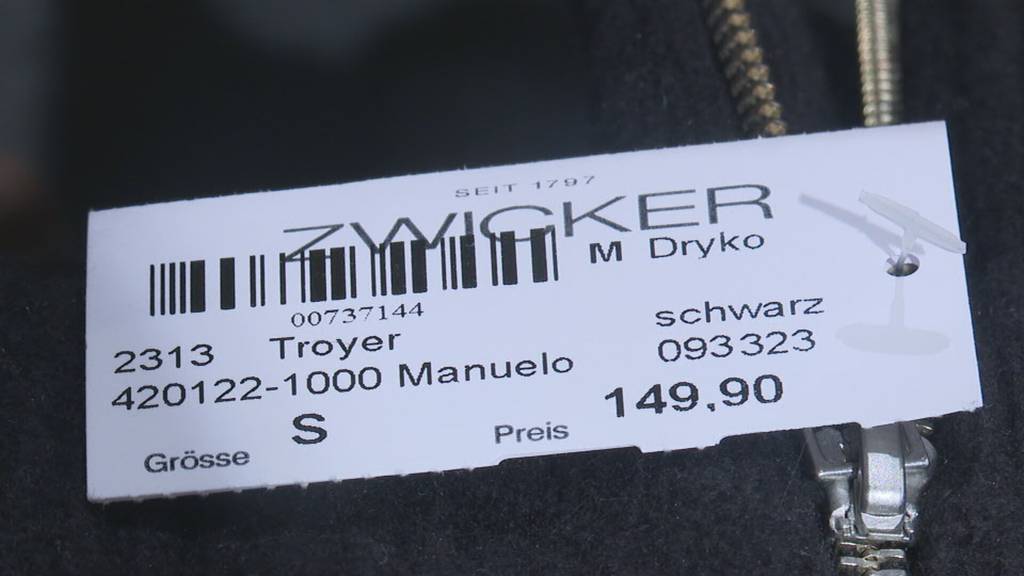 SEIT 1797
ZWICKER
M Dryko
00737144
2313 Troyer schwarz
420122-1000 Manuelo 093323
Grösse S Preis 149,90